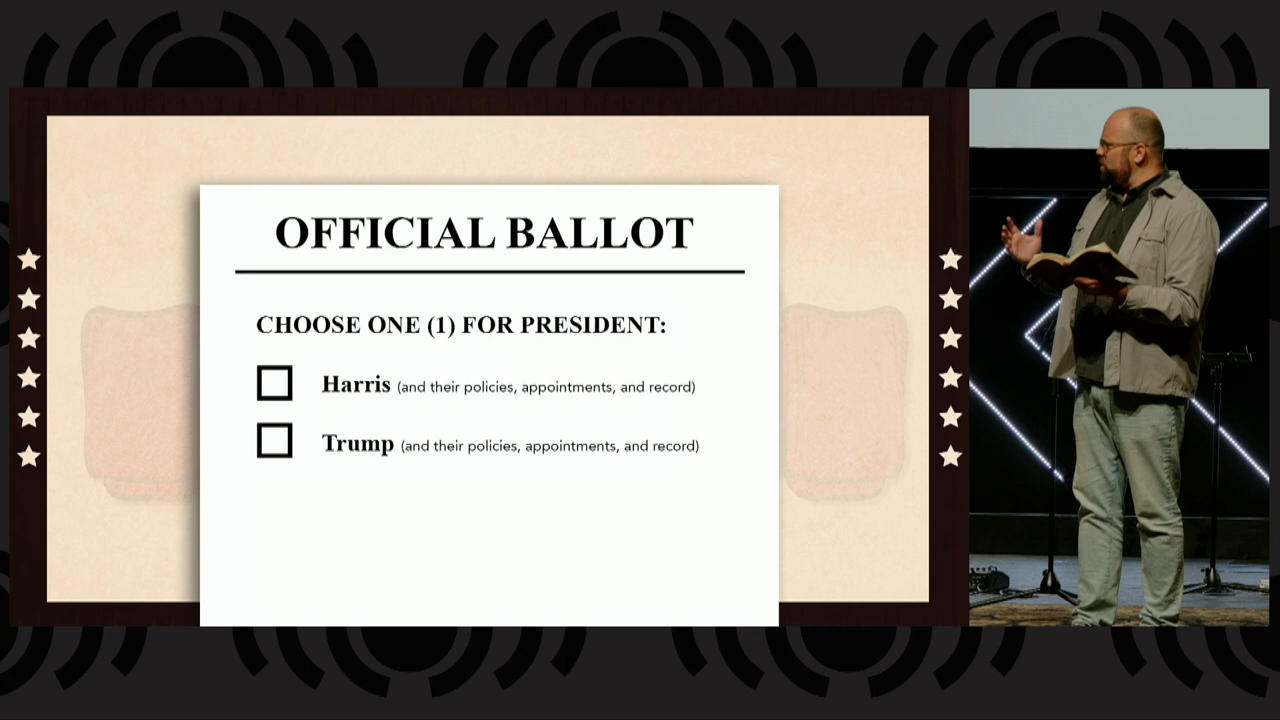 OFFICIAL BALLOT
CHOOSE ONE (1) FOR PRESIDENT:
Harris (and their policies, appointments, and record)
Trump (and their policies, appointments, and record)